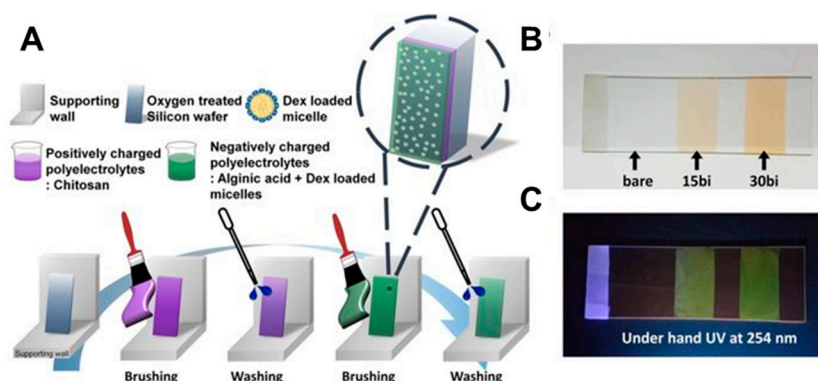 A
Supporting
wall
Oxygen treated
Silicon wafer
Dex loaded
micelle
Positively charged
polyelectrolytes
: Chitosan
Negatively charged
polyelectrolytes
: Alginic acid + Dex loaded
micelles
Supporting wall
Brushing
Washing
Brushing
Washing
B
bare
15bi
30bi
C
Under hand UV at 254 nm